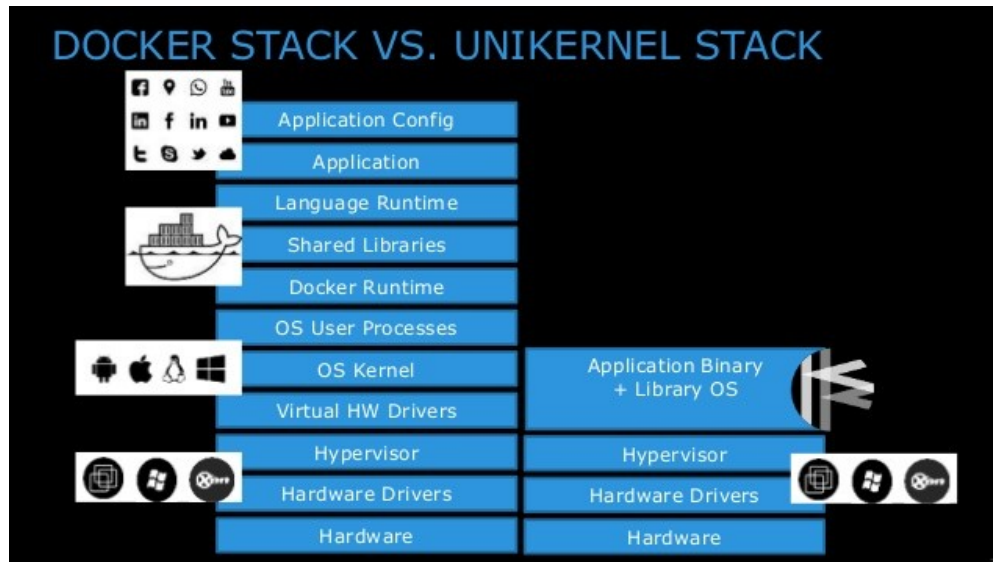 DOCKER STACK VS. UNIKERNEL STACK
Application Config
Application
Language Runtime
Shared Libraries
Docker Runtime
OS User Processes
OS Kernel
Virtual HW Drivers
Hypervisor
Hardware Drivers
Hardware
Application Binary
+ Library OS
Hypervisor
Hardware Drivers
Hardware